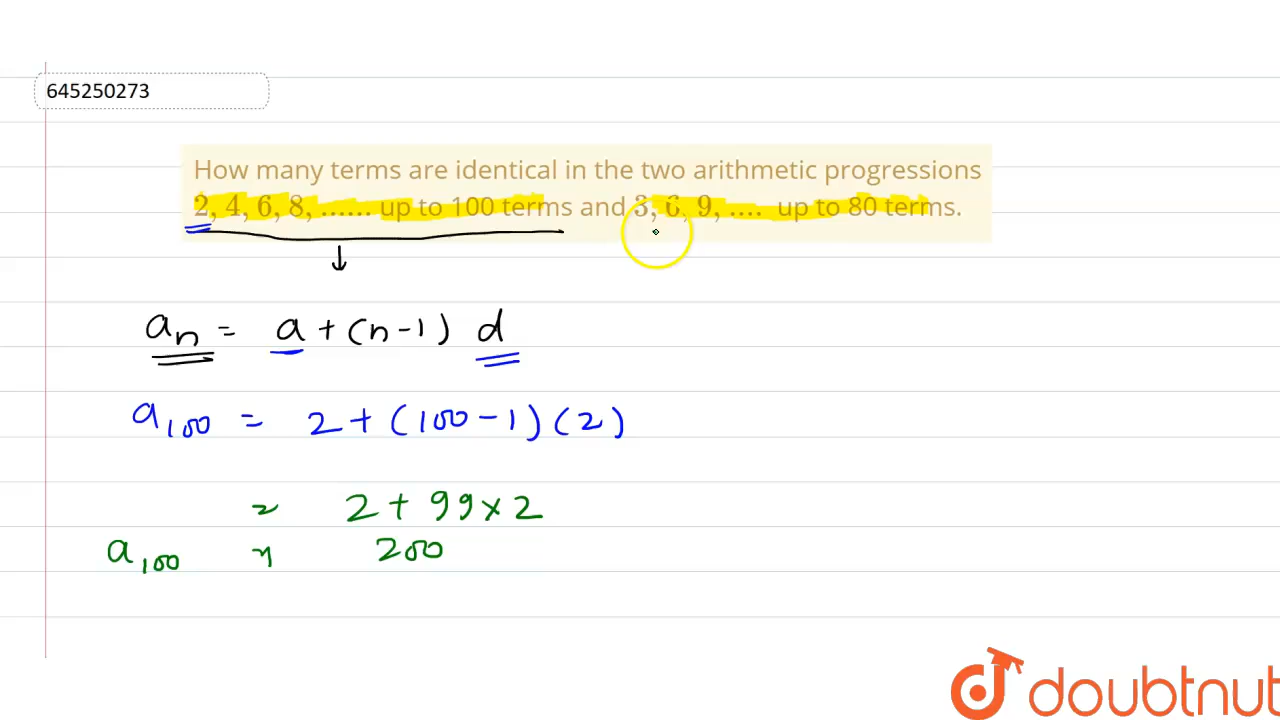 645250273
How many terms are identical in the two arithmetic progressions
2, 4, 6, 8, ...... up to 100 terms and 3, 6, 9, .... up to 80 terms.
aₙ = a + (n - 1) d
a₁₀₀ = 2 + (100 - 1) (2)
= 2 + 99 × 2
a₁₀₀ = 200
doubtnut